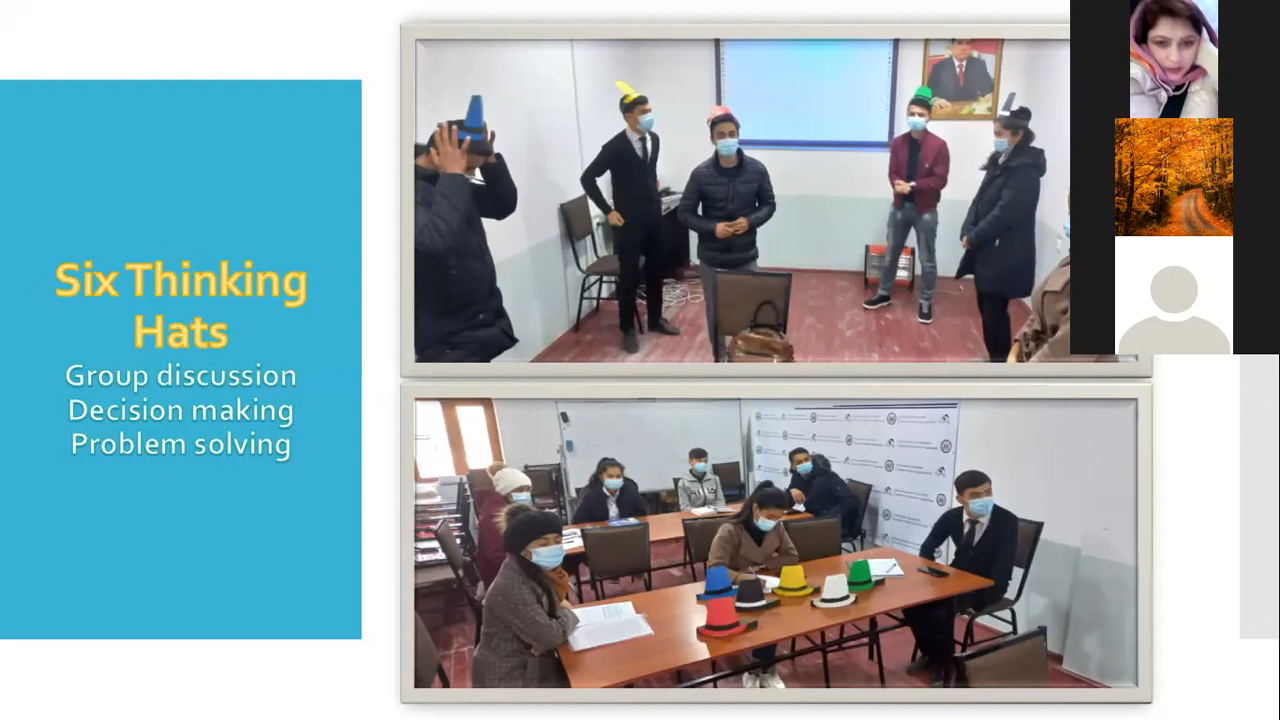 Six Thinking
Hats
Group discussion
Decision making
Problem solving